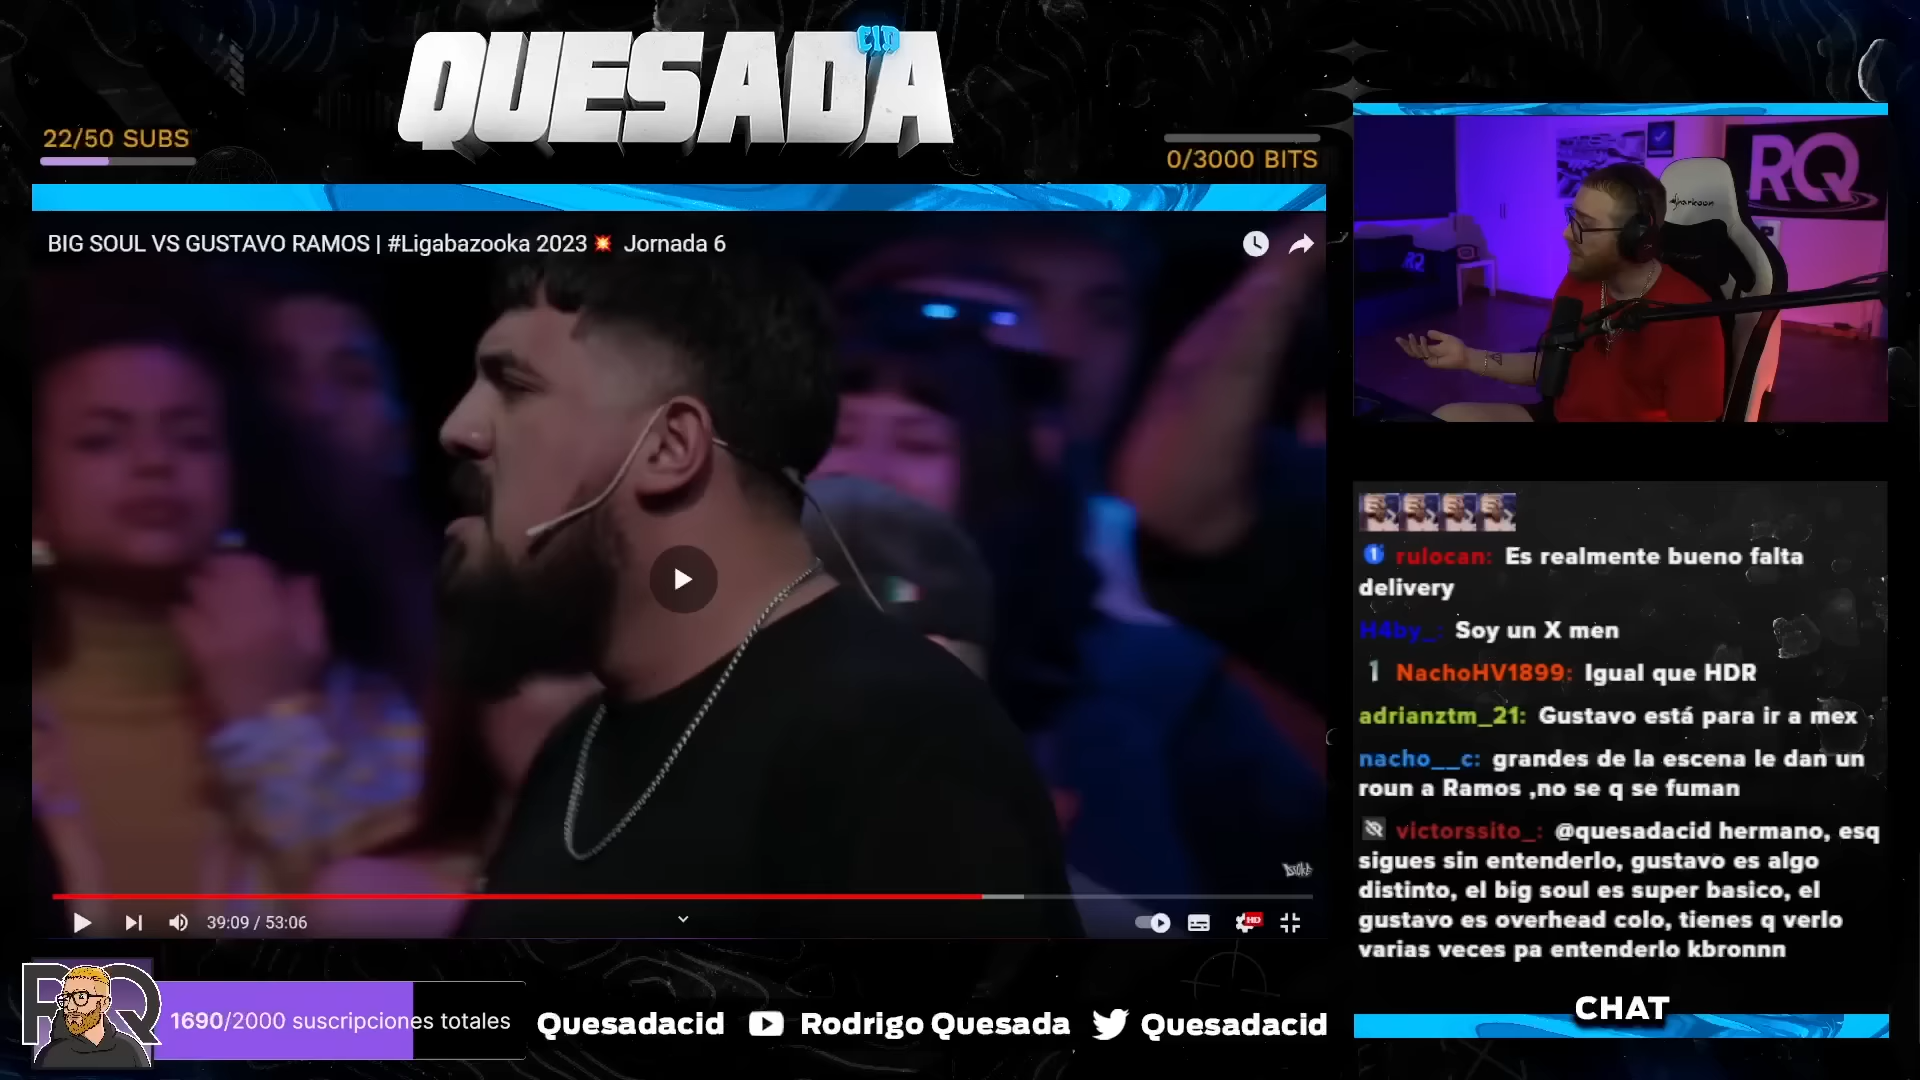 QUESADA
CID
22/50 SUBS
0/3000 BITS
BIG SOUL VS GUSTAVO RAMOS | #Ligabazooka 2023💥 Jornada 6
RQ
RQ
rulocan: Es realmente bueno falta
delivery
H4by_: Soy un X men
1 NachoHV1899: Igual que HDR
adrianztm_21: Gustavo está para ir a mex
nacho__c: grandes de la escena le dan un
roun a Ramos ,no se q se fuman
victorssito_: @quesadacid hermano, esq
sigues sin entenderlo, gustavo es algo
distinto, el big soul es super basico, el
gustavo es overhead colo, tienes q verlo
varias veces pa entenderlo kbronnn
39:09 / 53:06
HD
CHAT
RQ
1690/2000 suscripciones totales
Quesadacid
Rodrigo Quesada
Quesadacid